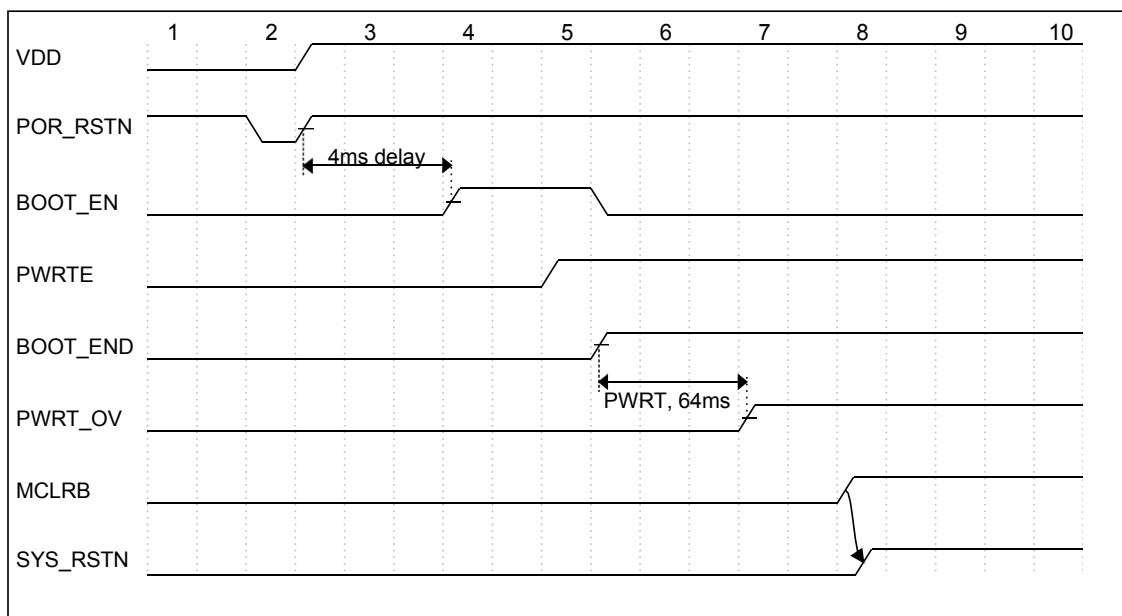 1 2 3 4 5 6 7 8 9 10
VDD
POR_RSTN
4ms delay
BOOT_EN
PWRTE
BOOT_END
PWRT, 64ms
PWRT_OV
MCLRB
SYS_RSTN